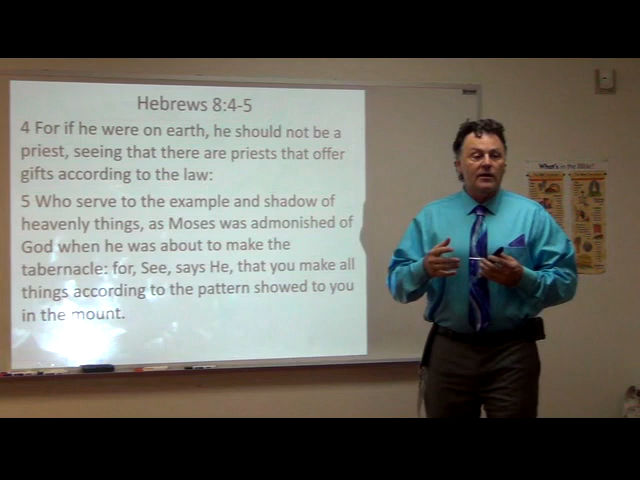 Hebrews 8:4-5
4 For if he were on earth, he should not be a
priest, seeing that there are priests that offer
gifts according to the law:
5 Who serve to the example and shadow of
heavenly things, as Moses was admonished of
God when he was about to make the
tabernacle: for, See, says He, that you make all
things according to the pattern showed to you
in the mount.
What's in the Bible?